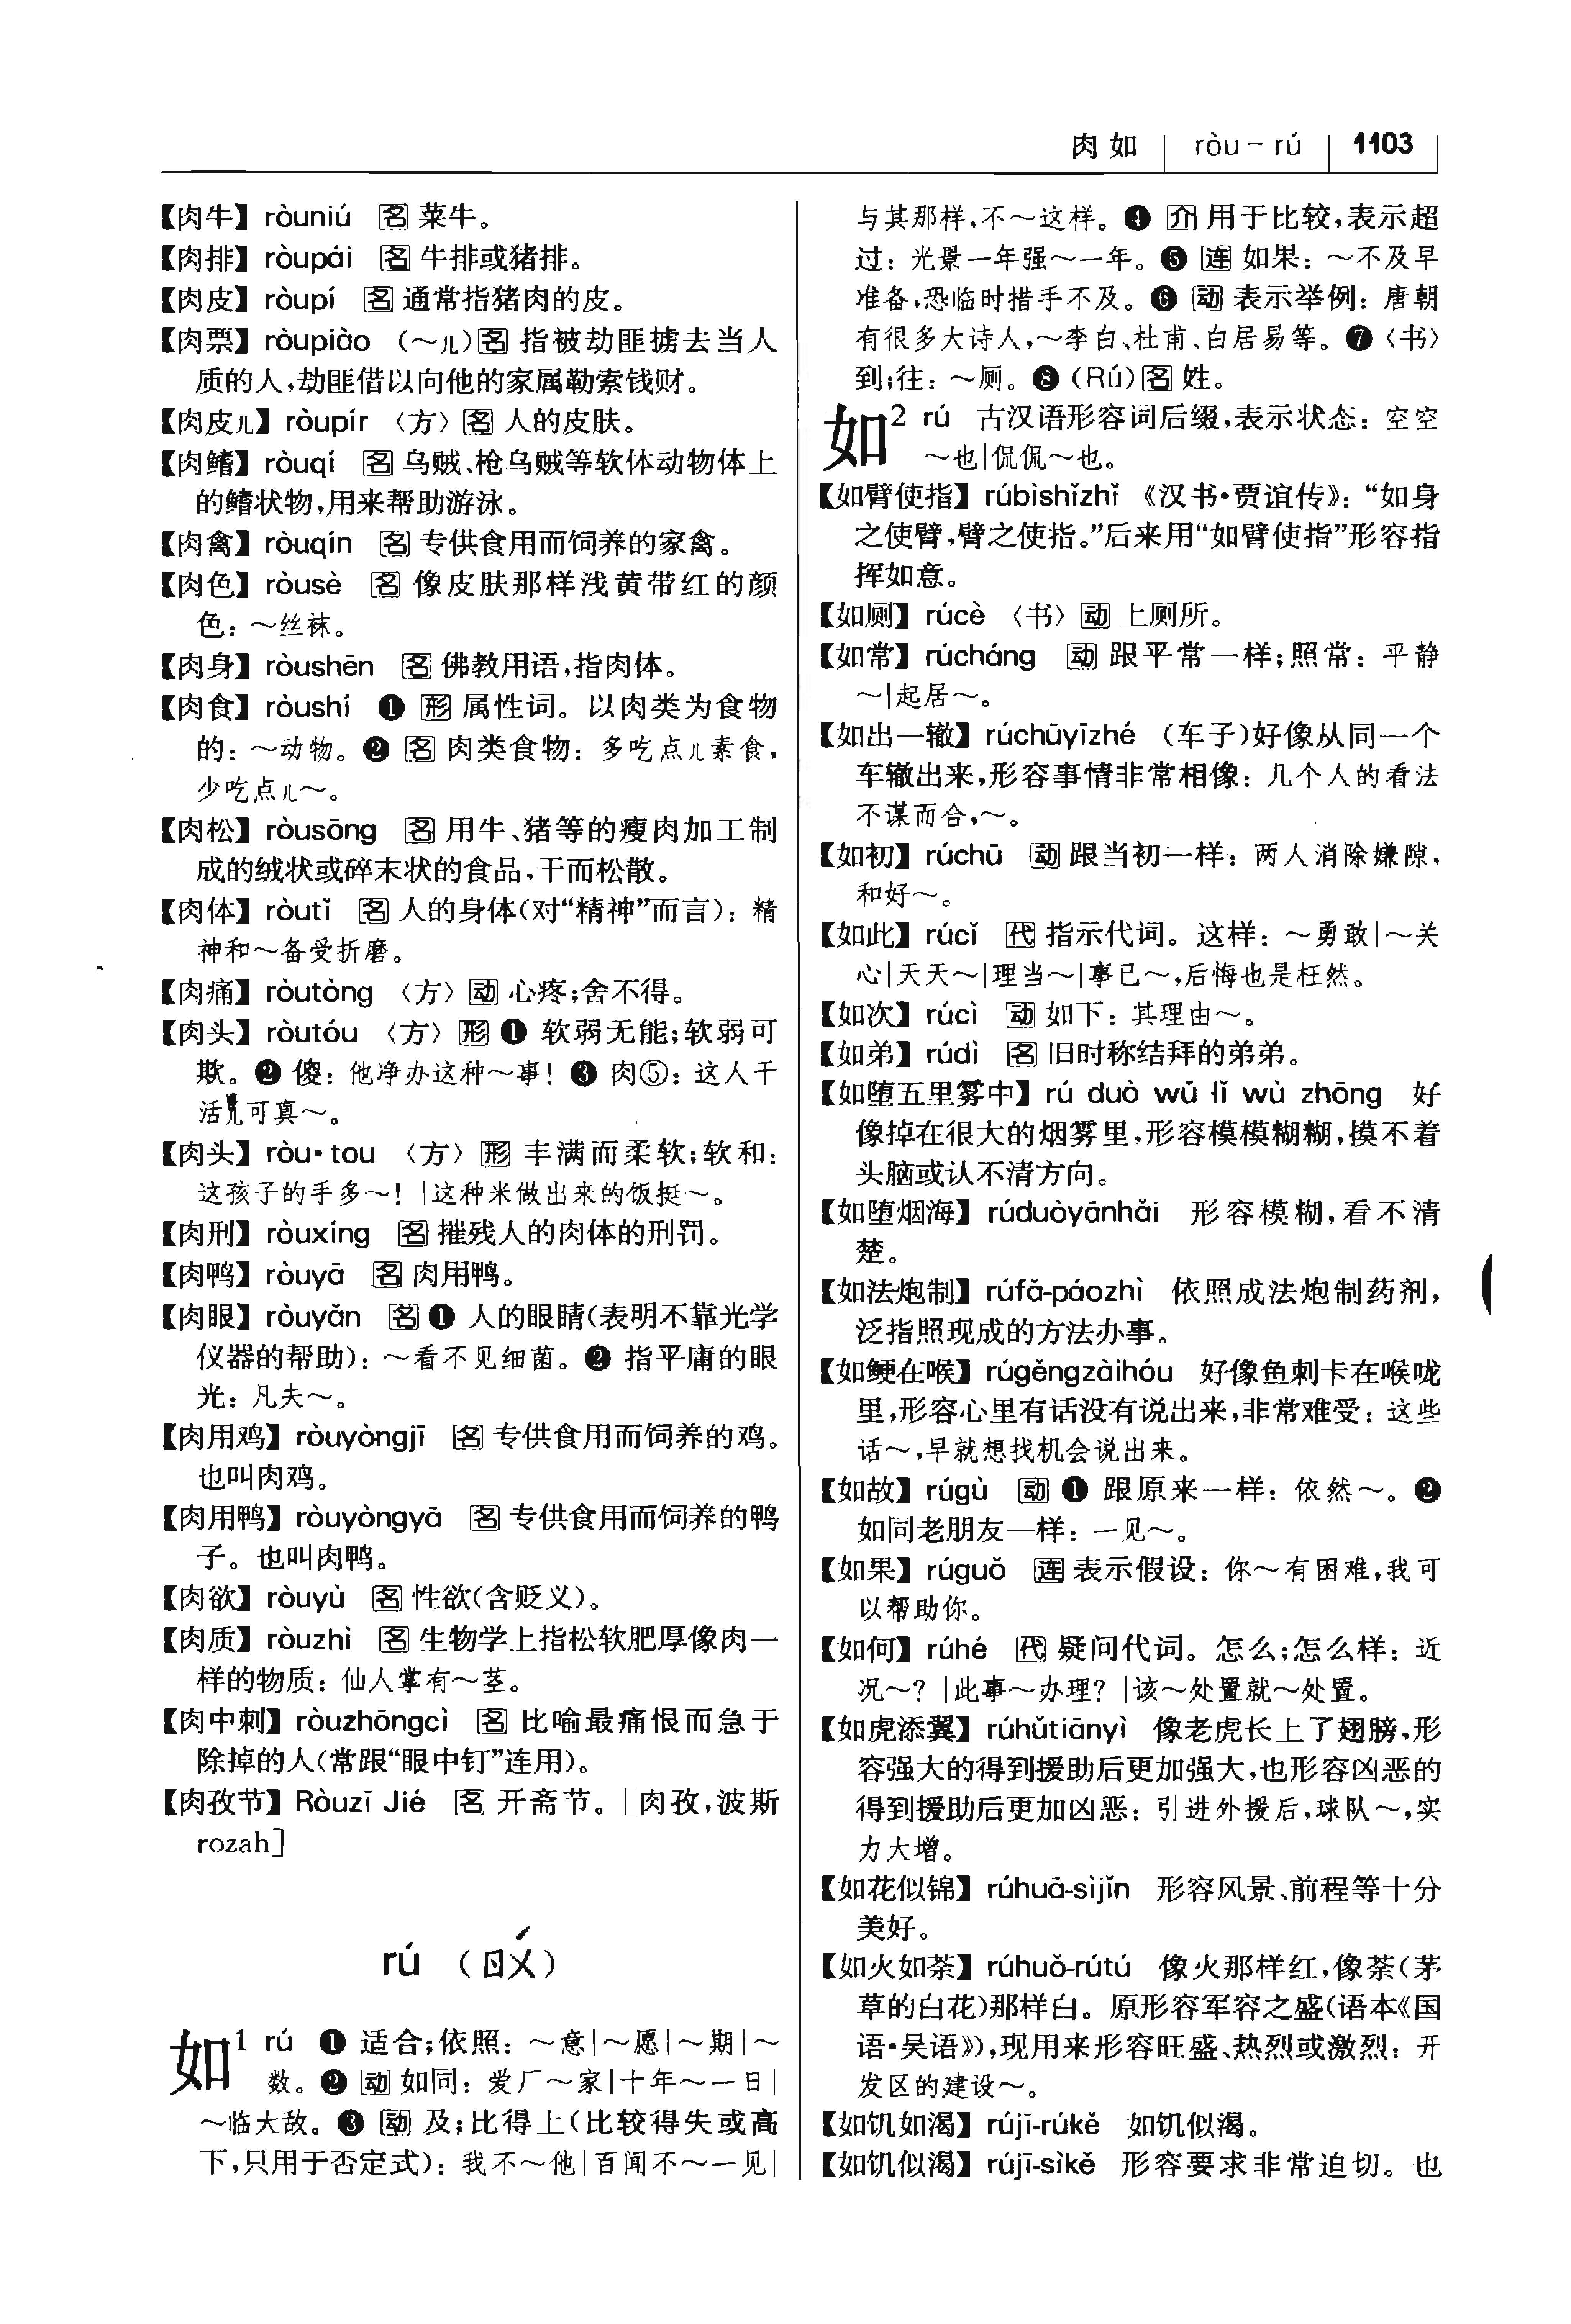 肉如 ròu-rú 1103
【肉牛】ròuniú 名 菜牛。
【肉排】ròupái 名 牛排或猪排。
【肉皮】ròupí 名 通常指猪肉的皮。
【肉票】ròupiào (～儿)名 指被劫匪掳去当人
质的人,劫匪借以向他的家属勒索钱财。
【肉皮儿】ròupír 〈方〉名 人的皮肤。
【肉鳍】ròuqí 名 乌贼、枪乌贼等软体动物体上
的鳍状物,用来帮助游泳。
【肉禽】ròuqín 名 专供食用而饲养的家禽。
【肉色】ròusè 名 像皮肤那样浅黄带红的颜
色：～丝袜。
【肉身】ròushēn 名 佛教用语,指肉体。
【肉食】ròushí ❶ 形 属性词。以肉类为食物
的：～动物。❷ 名 肉类食物：多吃点儿素食,
少吃点儿～。
【肉松】ròusōng 名 用牛、猪等的瘦肉加工制
成的绒状或碎末状的食品,干而松散。
【肉体】ròutǐ 名 人的身体(对“精神”而言)：精
神和～备受折磨。
【肉痛】ròutòng 〈方〉动 心疼;舍不得。
【肉头】ròutóu 〈方〉形 ❶ 软弱无能;软弱可
欺。❷ 傻：他净办这种～事! ❸ 肉⑤：这人干
活儿可真～。
【肉头】ròu•tou 〈方〉形 丰满而柔软;软和：
这孩子的手多～! |这种米做出来的饭挺～。
【肉刑】ròuxíng 名 摧残人的肉体的刑罚。
【肉鸭】ròuyā 名 肉用鸭。
【肉眼】ròuyǎn 名 ❶ 人的眼睛(表明不靠光学
仪器的帮助)：～看不见细菌。❷ 指平庸的眼
光：凡夫～。
【肉用鸡】ròuyòngjī 名 专供食用而饲养的鸡。
也叫肉鸡。
【肉用鸭】ròuyòngyā 名 专供食用而饲养的鸭
子。也叫肉鸭。
【肉欲】ròuyù 名 性欲(含贬义)。
【肉质】ròuzhì 名 生物学上指松软肥厚像肉一
样的物质：仙人掌有～茎。
【肉中刺】ròuzhōngcì 名 比喻最痛恨而急于
除掉的人(常跟“眼中钉”连用)。
【肉孜节】Ròuzī Jié 名 开斋节。[肉孜,波斯
rozah]
rú (ㄖㄨˊ)
如1 rú ❶ 适合;依照：～意|～愿|～期|～
数。❷ 动 如同：爱厂～家|十年～一日|
～临大敌。❸ 动 及;比得上(比较得失或高
下,只用于否定式)：我不～他|百闻不～一见|
与其那样,不～这样。❹ 介 用于比较,表示超
过：光景一年强～一年。❺ 连 如果：～不及早
准备,恐临时措手不及。❻ 动 表示举例：唐朝
有很多大诗人,～李白、杜甫、白居易等。❼〈书〉
到;往：～厕。❽ (Rú)名 姓。
如2 rú 古汉语形容词后缀,表示状态：空空
～也|侃侃～也。
【如臂使指】rúbìshǐzhǐ 《汉书•贾谊传》：“如身
之使臂,臂之使指。”后来用“如臂使指”形容指
挥如意。
【如厕】rúcè 〈书〉动 上厕所。
【如常】rúcháng 动 跟平常一样;照常：平静
～|起居～。
【如出一辙】rúchūyīzhé (车子)好像从同一个
车辙出来,形容事情非常相像：几个人的看法
不谋而合,～。
【如初】rúchū 动 跟当初一样：两人消除嫌隙,
和好～。
【如此】rúcǐ 代 指示代词。这样：～勇敢|～关
心|天天～|理当～|事已～,后悔也是枉然。
【如次】rúcì 动 如下：其理由～。
【如弟】rúdì 名 旧时称结拜的弟弟。
【如堕五里雾中】rú duò wǔ lǐ wù zhōng 好
像掉在很大的烟雾里,形容模模糊糊,摸不着
头脑或认不清方向。
【如堕烟海】rúduòyānhǎi 形容模糊,看不清
楚。
【如法炮制】rúfǎ-páozhì 依照成法炮制药剂,
泛指照现成的方法办事。
【如鲠在喉】rúgěngzàihóu 好像鱼刺卡在喉咙
里,形容心里有话没有说出来,非常难受：这些
话～,早就想找机会说出来。
【如故】rúgù 动 ❶ 跟原来一样：依然～。❷
如同老朋友一样：一见～。
【如果】rúguǒ 连 表示假设：你～有困难,我可
以帮助你。
【如何】rúhé 代 疑问代词。怎么;怎么样：近
况～? |此事～办理? |该～处置就～处置。
【如虎添翼】rúhǔtiānyì 像老虎长上了翅膀,形
容强大的得到援助后更加强大,也形容凶恶的
得到援助后更加凶恶：引进外援后,球队～,实
力大增。
【如花似锦】rúhuā-sìjǐn 形容风景、前程等十分
美好。
【如火如荼】rúhuǒ-rútú 像火那样红,像荼(茅
草的白花)那样白。原形容军容之盛(语本《国
语•吴语》),现用来形容旺盛、热烈或激烈：开
发区的建设～。
【如饥如渴】rújī-rúkě 如饥似渴。
【如饥似渴】rújī-sìkě 形容要求非常迫切。也